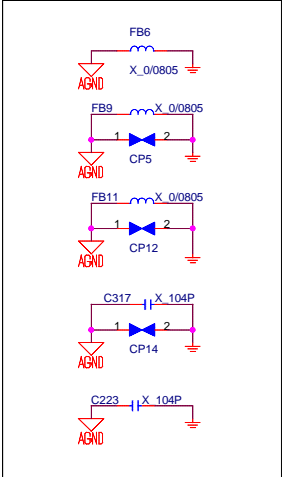 FB6
X_0/0805
AGND
FB9 X_0/0805
1 2
CP5
AGND
FB11 X_0/0805
1 2
CP12
AGND
C317 X_104P
1 2
CP14
AGND
C223 X_104P
AGND